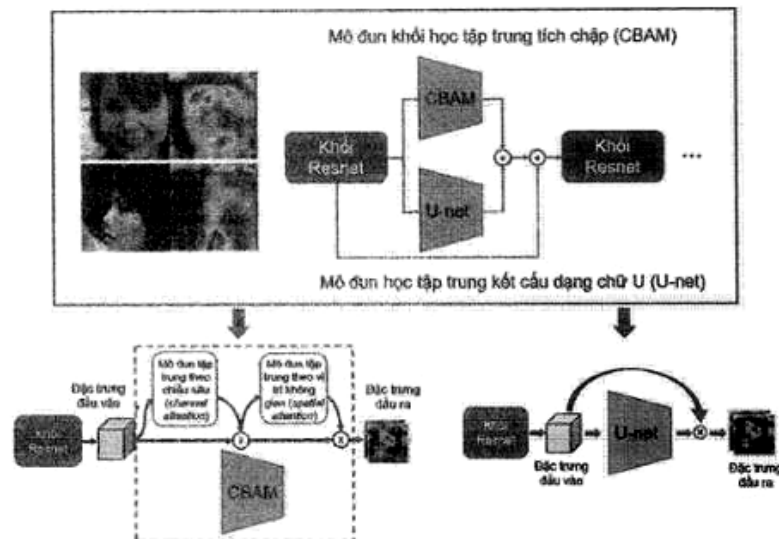 Mô đun khối học tập trung tích chập (CBAM)
CBAM
Khối
Resnet
Khối
Resnet
...
U-net
Mô đun học tập trung kết cấu dạng chữ U (U-net)
Đặc trưng
đầu vào
Mô đun tập
trung theo
chiều sâu
(channel
attention)
Mô đun tập
trung theo vị
trí không
gian (spatial
attention)
Đặc trưng
đầu ra
Khối
Resnet
CBAM
Khối
Resnet
U-net
Đặc trưng
đầu vào
Đặc trưng
đầu ra